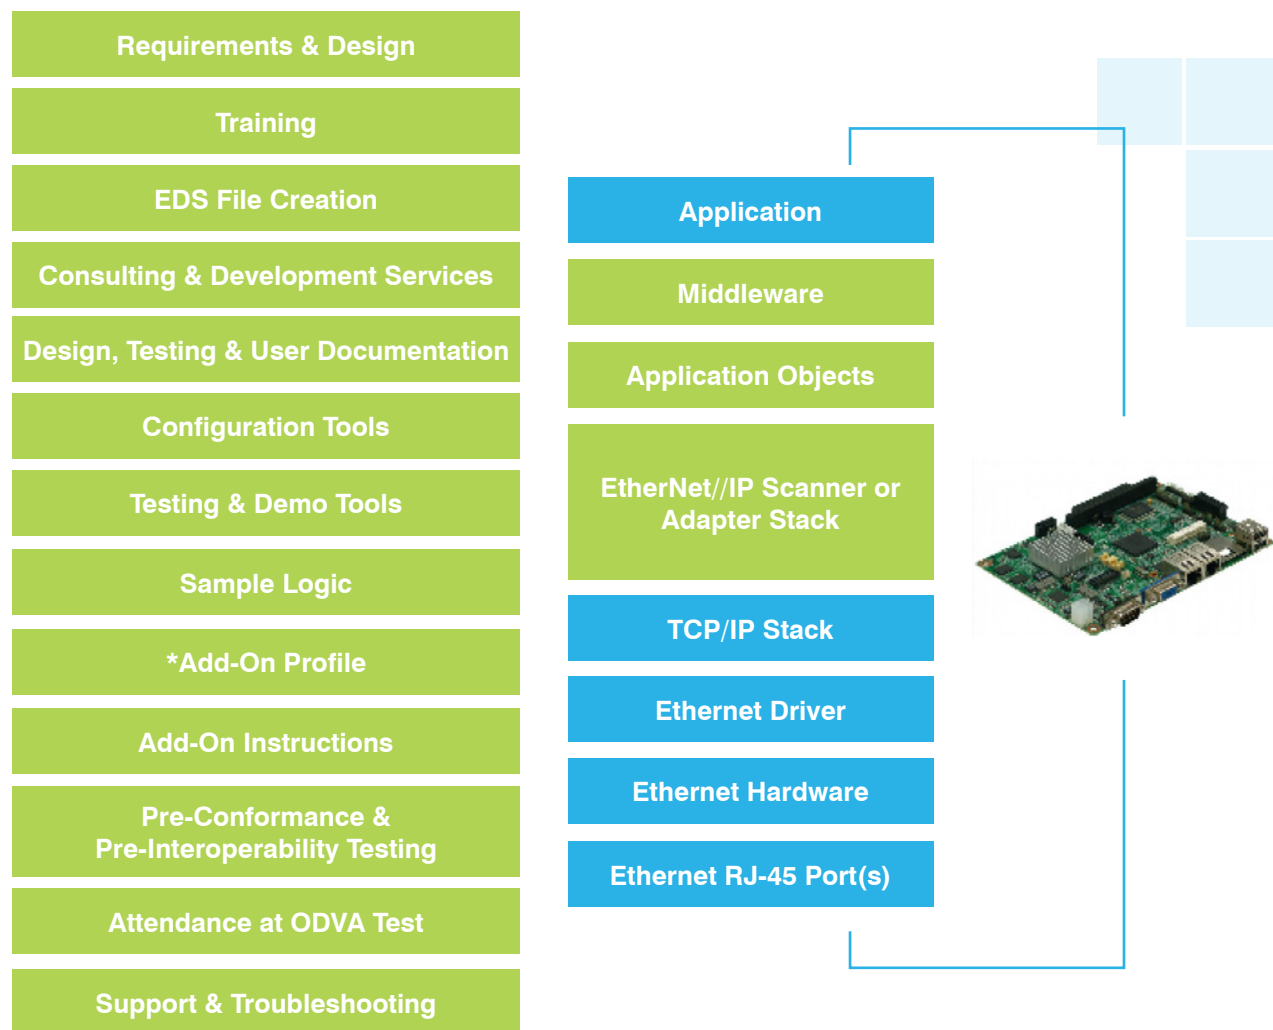 Requirements & Design
Training
EDS File Creation
Consulting & Development Services
Design, Testing & User Documentation
Configuration Tools
Testing & Demo Tools
Sample Logic
*Add-On Profile
Add-On Instructions
Pre-Conformance &
Pre-Interoperability Testing
Attendance at ODVA Test
Support & Troubleshooting
Application
Middleware
Application Objects
EtherNet//IP Scanner or
Adapter Stack
TCP/IP Stack
Ethernet Driver
Ethernet Hardware
Ethernet RJ-45 Port(s)